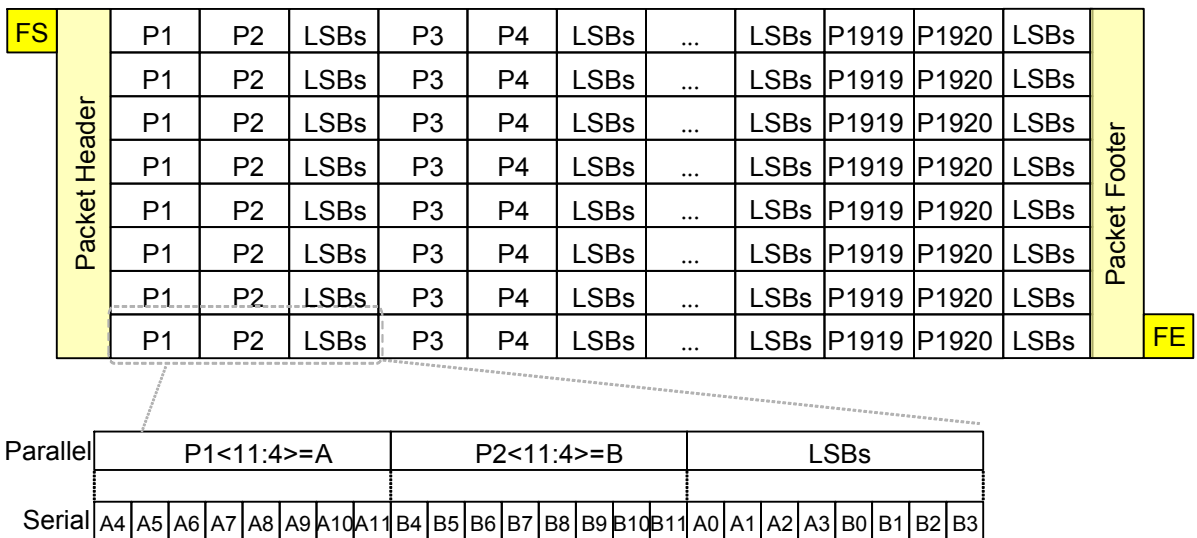 FS P1 P2 LSBs P3 P4 LSBs ... LSBs P1919 P1920 LSBs
P1 P2 LSBs P3 P4 LSBs ... LSBs P1919 P1920 LSBs
P1 P2 LSBs P3 P4 LSBs ... LSBs P1919 P1920 LSBs
P1 P2 LSBs P3 P4 LSBs ... LSBs P1919 P1920 LSBs
P1 P2 LSBs P3 P4 LSBs ... LSBs P1919 P1920 LSBs
P1 P2 LSBs P3 P4 LSBs ... LSBs P1919 P1920 LSBs
P1 P2 LSBs P3 P4 LSBs ... LSBs P1919 P1920 LSBs
P1 P2 LSBs P3 P4 LSBs ... LSBs P1919 P1920 LSBs FE
Packet Header
Packet Footer
Parallel P1<11:4>=A P2<11:4>=B LSBs
Serial A4 A5 A6 A7 A8 A9 A10 A11 B4 B5 B6 B7 B8 B9 B10 B11 A0 A1 A2 A3 B0 B1 B2 B3